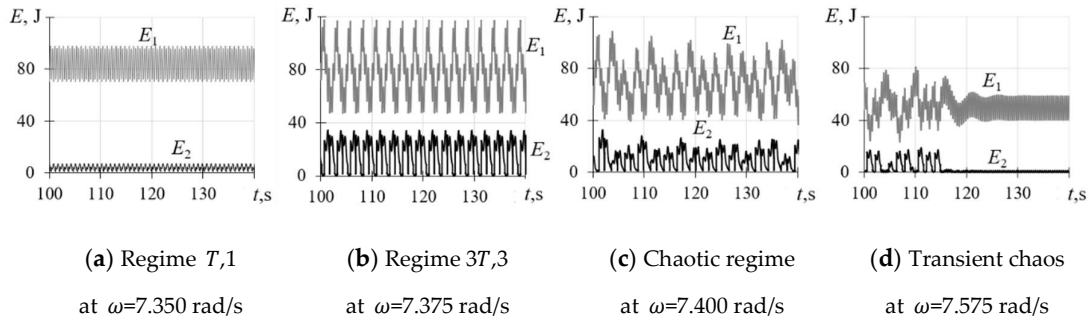 E, J E, J E, J E, J
E₁ E₁ E₁ E₁
80 80 80 80
40 40 40 40
E₂ E₂ E₂ E₂
0 0 0 0
100 110 120 130 t,s 100 110 120 130 t,s 100 110 120 130 t,s 100 110 120 130 t,s
(a) Regime T,1 (b) Regime 3T,3 (c) Chaotic regime (d) Transient chaos
at ω=7.350 rad/s at ω=7.375 rad/s at ω=7.400 rad/s at ω=7.575 rad/s